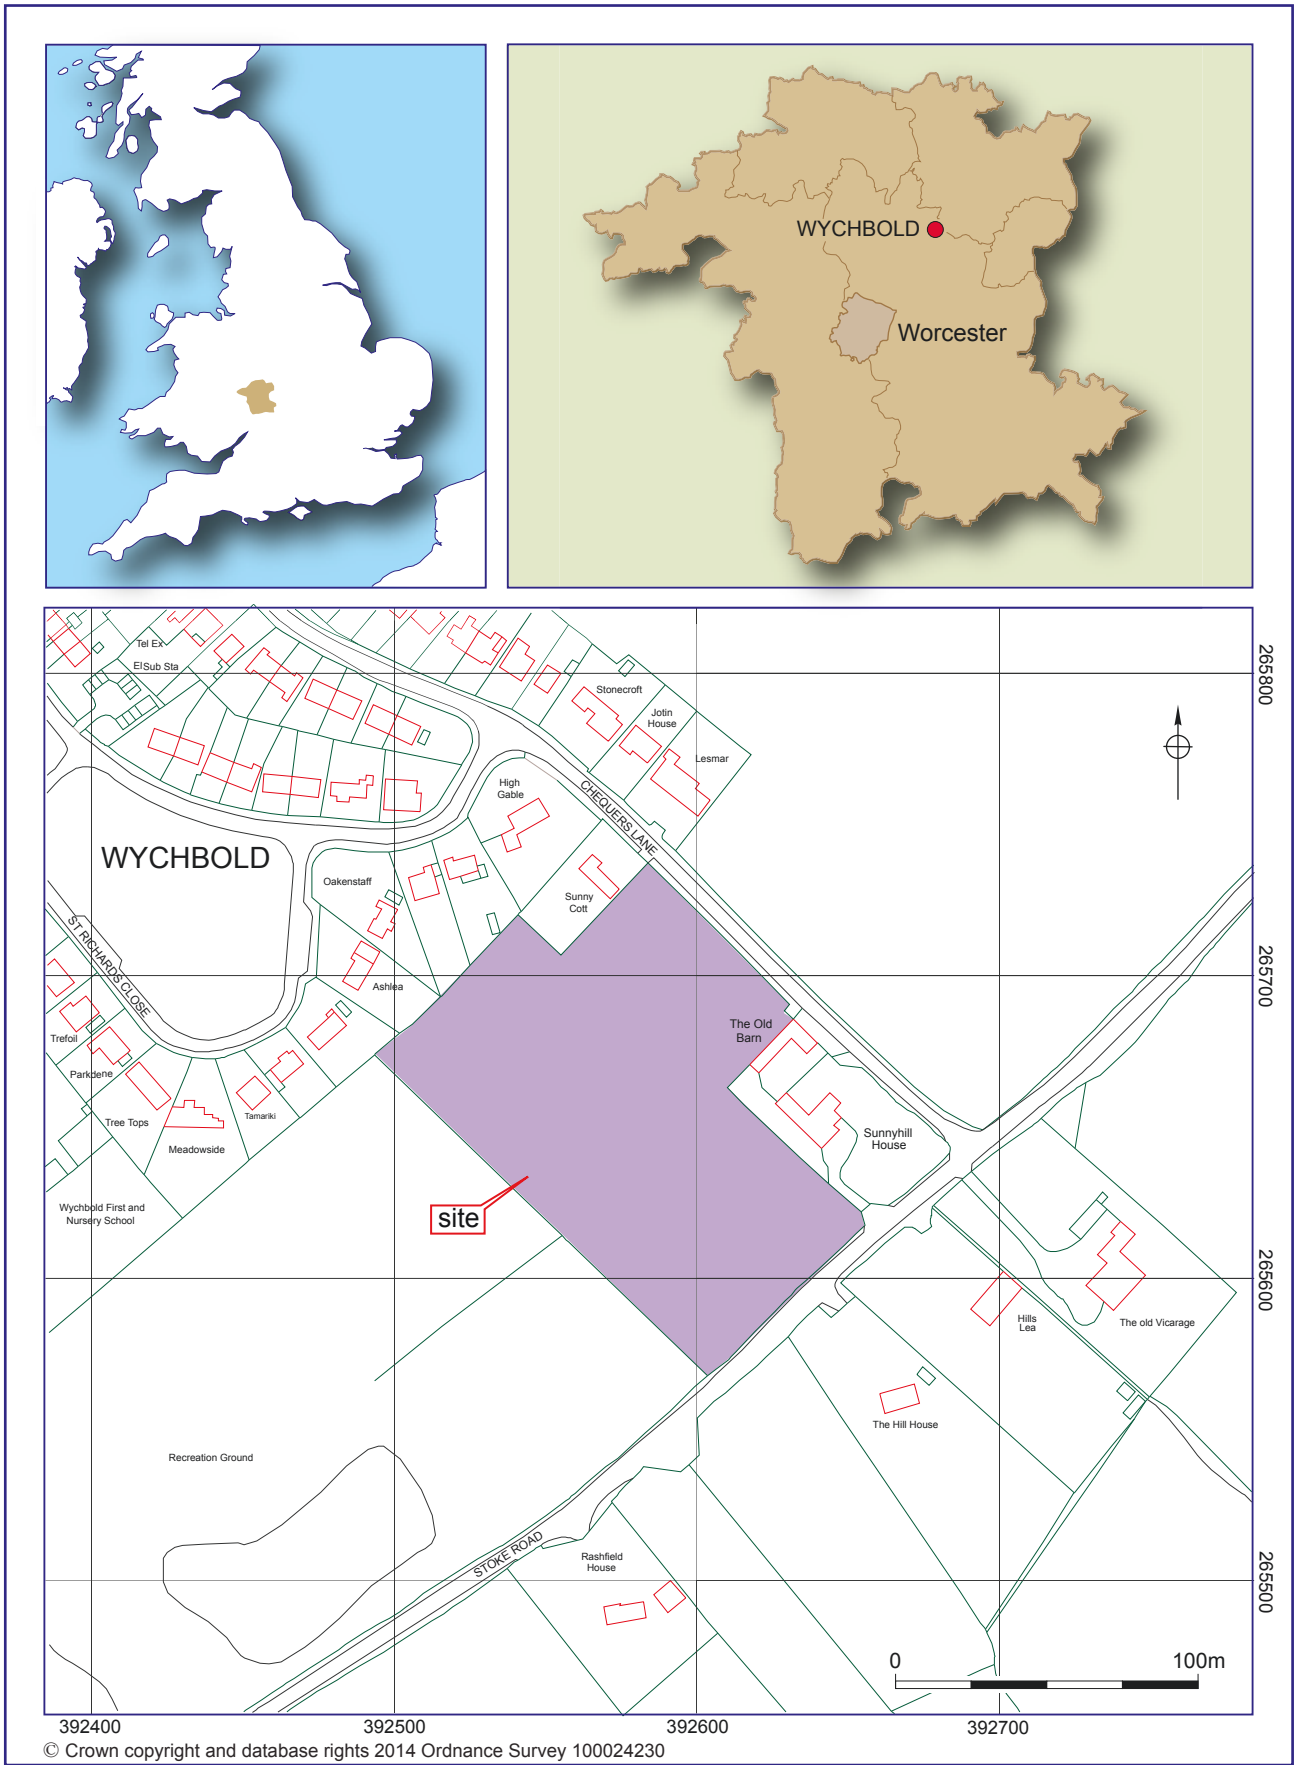 WYCHBOLD
Worcester
Tel Ex
ElSub Sta
Stonecroft
Jotin
House
Lesmar
High
Gable
CHEQUERS LANE
WYCHBOLD
Oakenstaff
Sunny
Cott
ST RICHARDS CLOSE
Ashlea
Trefoil
The Old
Barn
Parkdene
Tree Tops
Tamariki
Meadowside
Sunnyhill
House
Wychbold First and
Nursery School
site
Hills
Lea
The old Vicarage
The Hill House
Recreation Ground
STOKE ROAD
Rashfield
House
265800
265700
265600
265500
0 100m
392400 392500 392600 392700
© Crown copyright and database rights 2014 Ordnance Survey 100024230